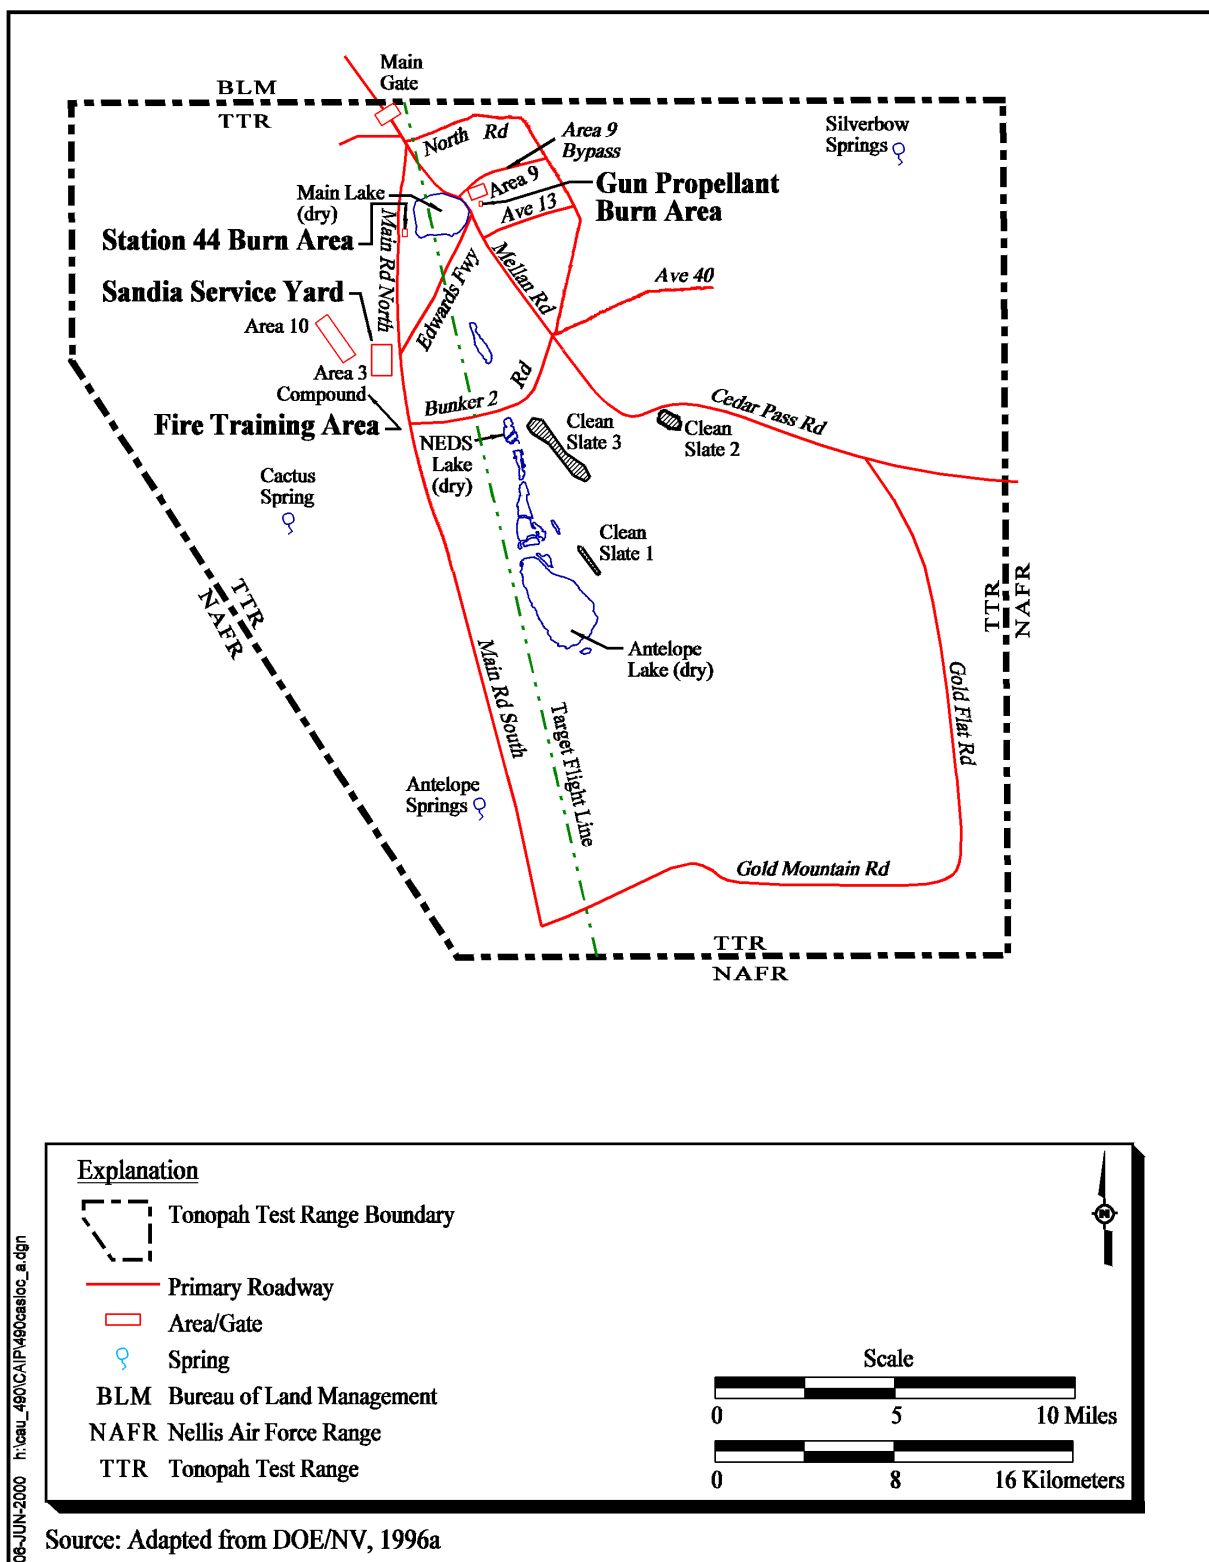 Main
Gate
BLM
TTR
North Rd
Area 9
Bypass
Silverbow
Springs
Main Lake
(dry)
Area 9
Gun Propellant
Burn Area
Ave 13
Station 44 Burn Area
Main Rd North
Edwards Fwy
Mellan Rd
Ave 40
Sandia Service Yard
Area 10
Area 3
Compound
Bunker 2 Rd
Fire Training Area
Cedar Pass Rd
Clean
Slate 3
Clean
Slate 2
NEDS
Lake
(dry)
Cactus
Spring
Clean
Slate 1
TTR
NAFR
TTR
NAFR
Antelope
Lake (dry)
Main Rd South
Target Flight Line
Gold Flat Rd
Antelope
Springs
Gold Mountain Rd
TTR
NAFR
Explanation
Tonopah Test Range Boundary
Primary Roadway
Area/Gate
Spring
BLM Bureau of Land Management
NAFR Nellis Air Force Range
TTR Tonopah Test Range
N
Scale
0 5 10 Miles
0 8 16 Kilometers
06-JUN-2000 h:\cau_490\CAIP\490casloc_a.dgn
Source: Adapted from DOE/NV, 1996a